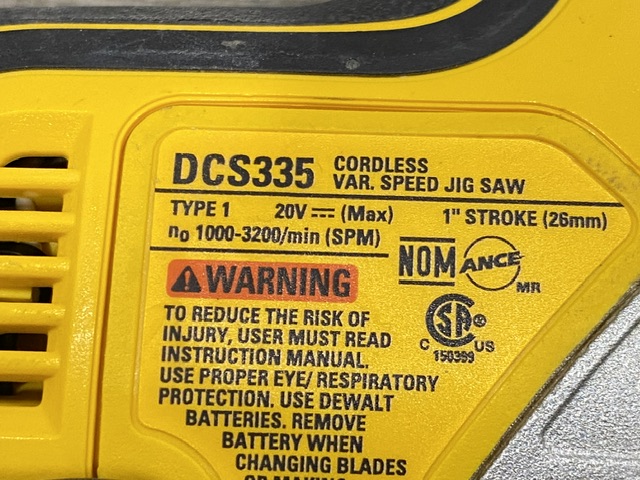 DCS335 CORDLESS
VAR. SPEED JIG SAW
TYPE 1 20V ⎓ (Max) 1" STROKE (26mm)
n₀ 1000-3200/min (SPM)
NOM ANCE MR
WARNING
TO REDUCE THE RISK OF
INJURY, USER MUST READ
INSTRUCTION MANUAL.
USE PROPER EYE/ RESPIRATORY
PROTECTION. USE DEWALT
BATTERIES. REMOVE
BATTERY WHEN
CHANGING BLADES
C SA ® US
150399